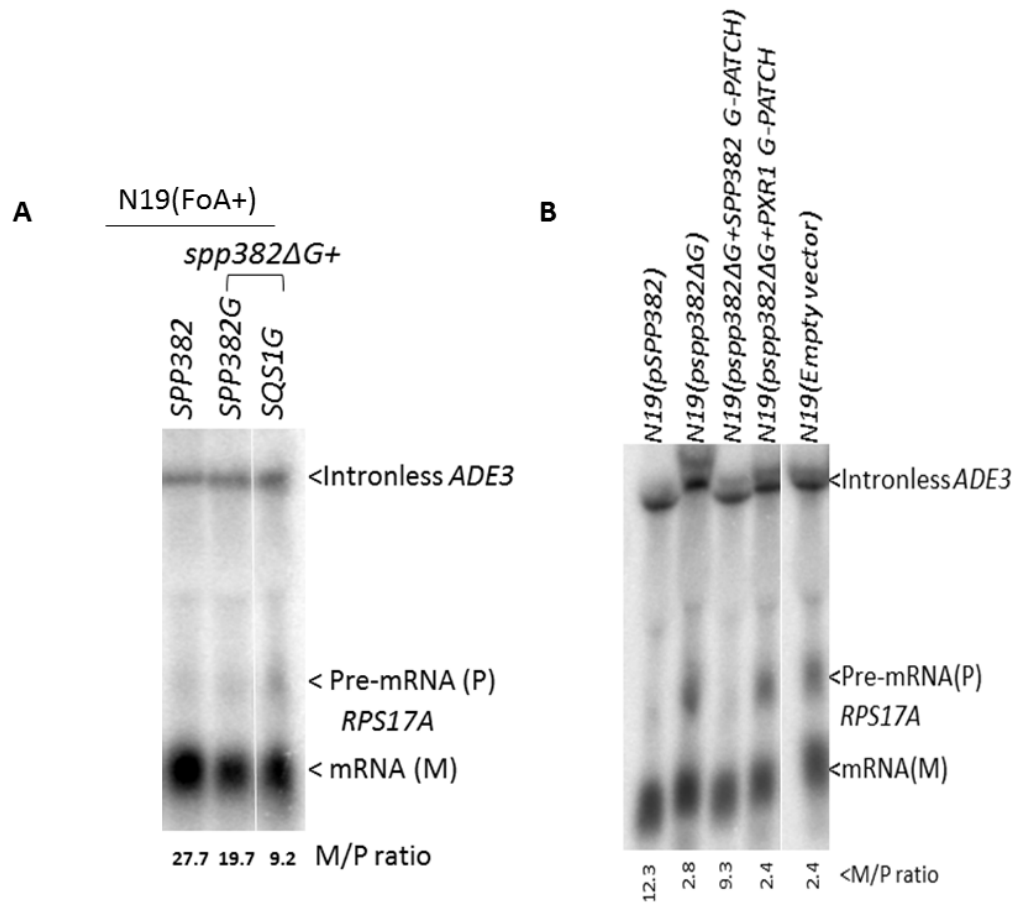 A
N19(FoA+)
spp382ΔG+
SPP382
SPP382G
SQS1G
<Intronless ADE3
< Pre-mRNA (P)
RPS17A
< mRNA (M)
27.7 19.7 9.2 M/P ratio
B
N19(pSPP382)
N19(pspp382ΔG)
N19(pspp382ΔG+SPP382 G-PATCH)
N19(pspp382ΔG+PXR1 G-PATCH
N19(Empty vector)
<Intronless ADE3
<Pre-mRNA(P)
RPS17A
<mRNA(M)
12.3 2.8 9.3 2.4 2.4 <M/P ratio